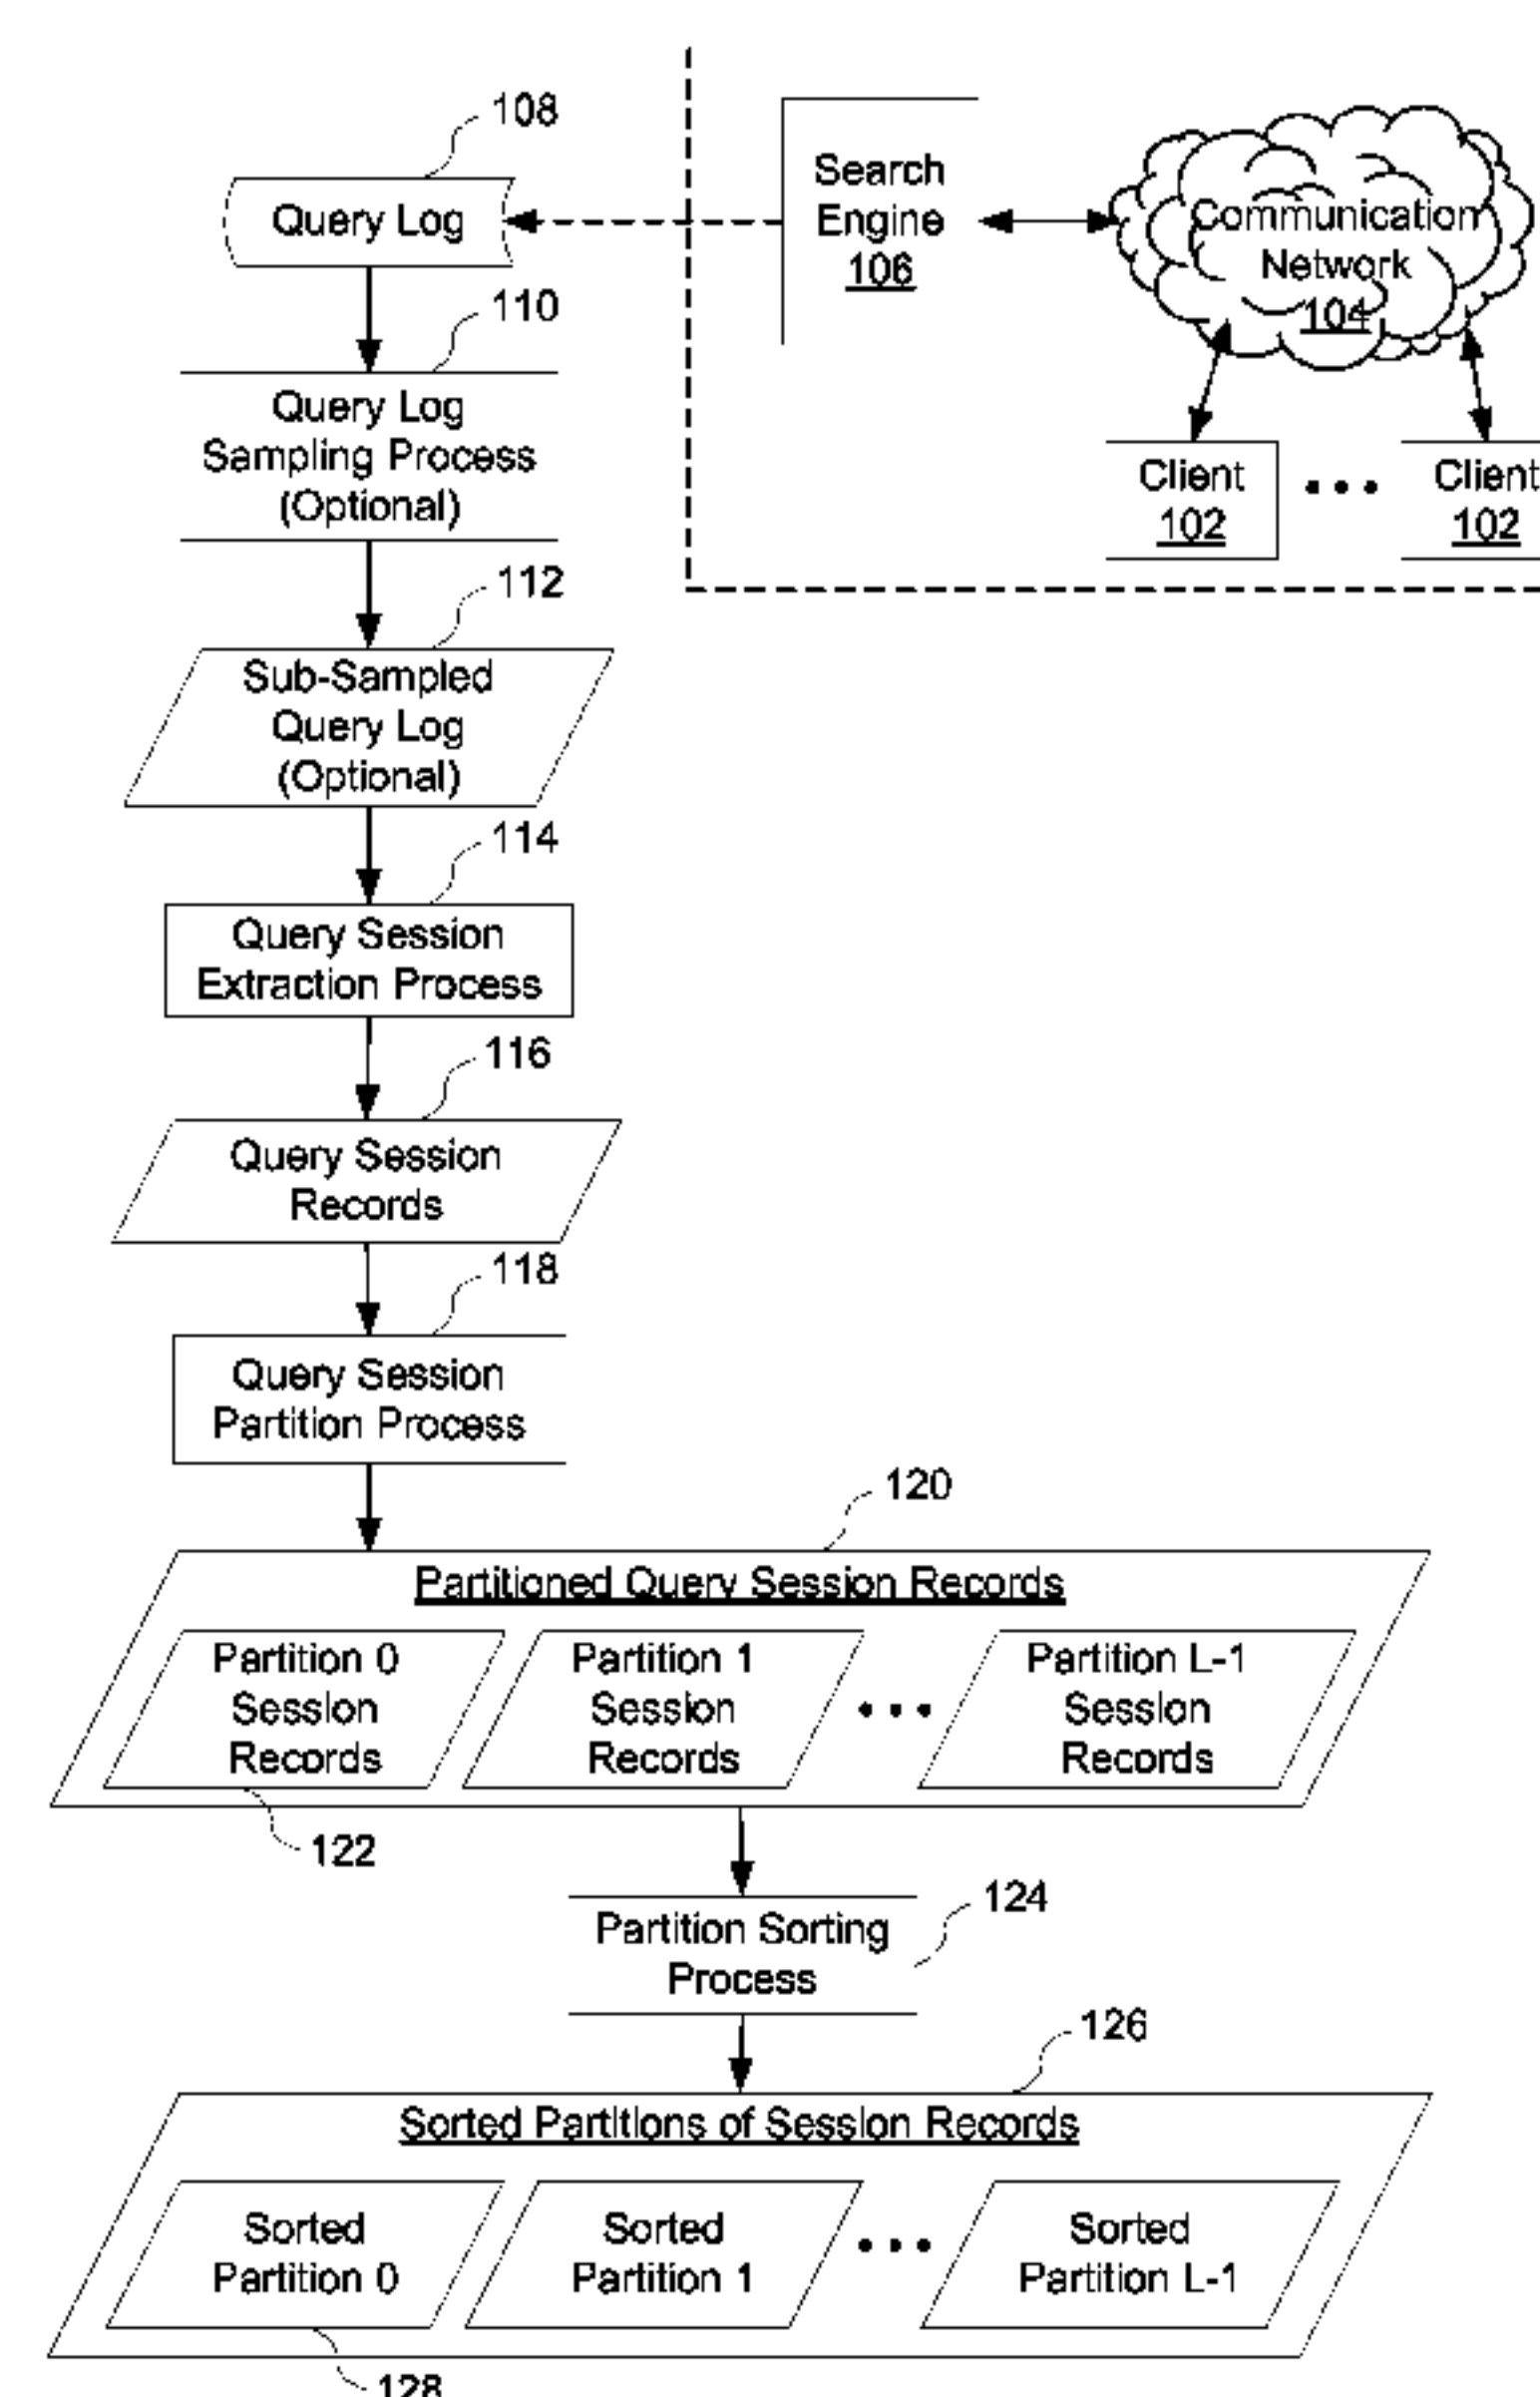 108
Query Log
Search
Engine
106
Communication
Network
104
110
Query Log
Sampling Process
(Optional)
Client
102
Client
102
112
Sub-Sampled
Query Log
(Optional)
114
Query Session
Extraction Process
116
Query Session
Records
118
Query Session
Partition Process
120
Partitioned Query Session Records
Partition 0
Session
Records
Partition 1
Session
Records
Partition L-1
Session
Records
122
124
Partition Sorting
Process
126
Sorted Partitions of Session Records
Sorted
Partition 0
Sorted
Partition 1
Sorted
Partition L-1
128